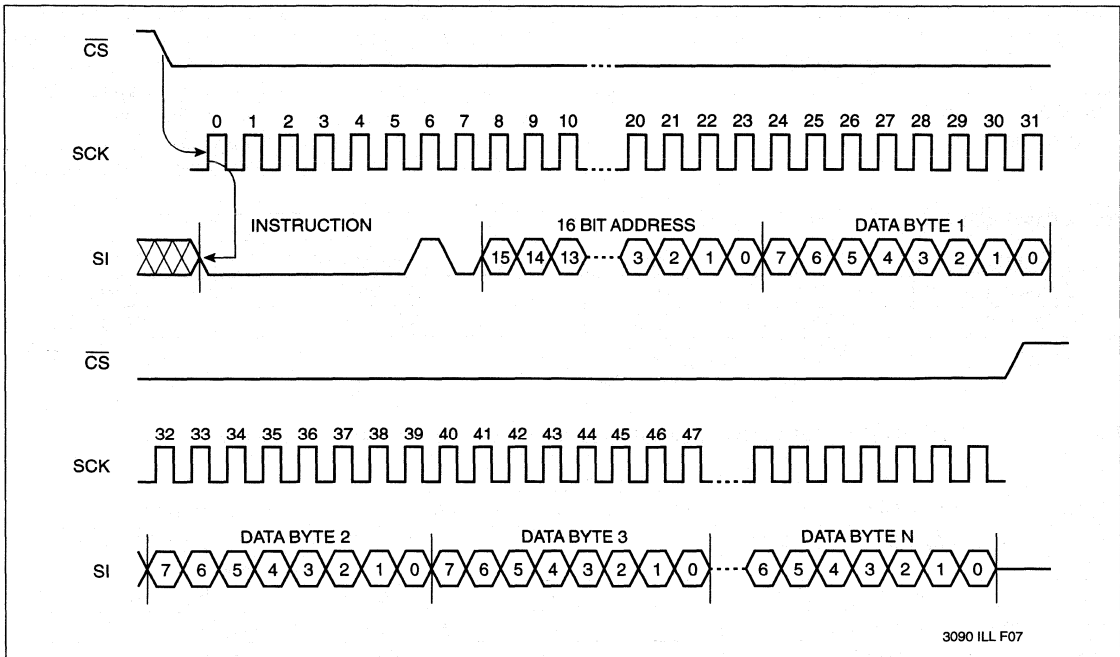 CS
0 1 2 3 4 5 6 7 8 9 10 20 21 22 23 24 25 26 27 28 29 30 31
SCK
INSTRUCTION 16 BIT ADDRESS DATA BYTE 1
SI 15 14 13 3 2 1 0 7 6 5 4 3 2 1 0
CS
32 33 34 35 36 37 38 39 40 41 42 43 44 45 46 47
SCK
DATA BYTE 2 DATA BYTE 3 DATA BYTE N
SI 7 6 5 4 3 2 1 0 7 6 5 4 3 2 1 0 6 5 4 3 2 1 0
3090 ILL F07